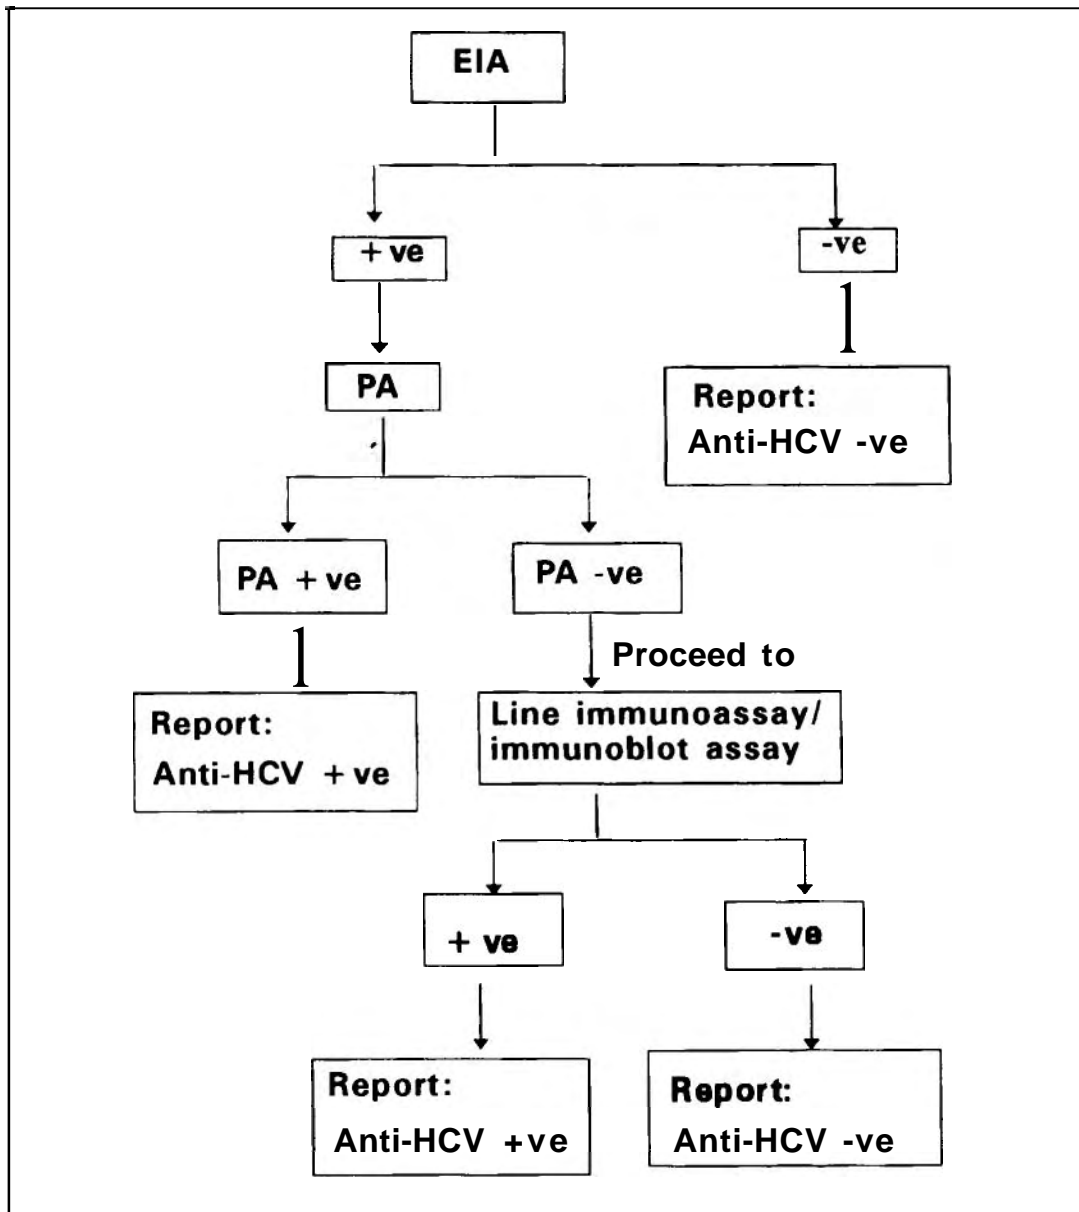 EIA
+ ve
-ve
PA
Report:
Anti-HCV -ve
PA + ve
PA -ve
Proceed to
Report:
Anti-HCV + ve
Line immunoassay/
immunoblot assay
+ ve
-ve
Report:
Anti-HCV +ve
Report:
Anti-HCV -ve